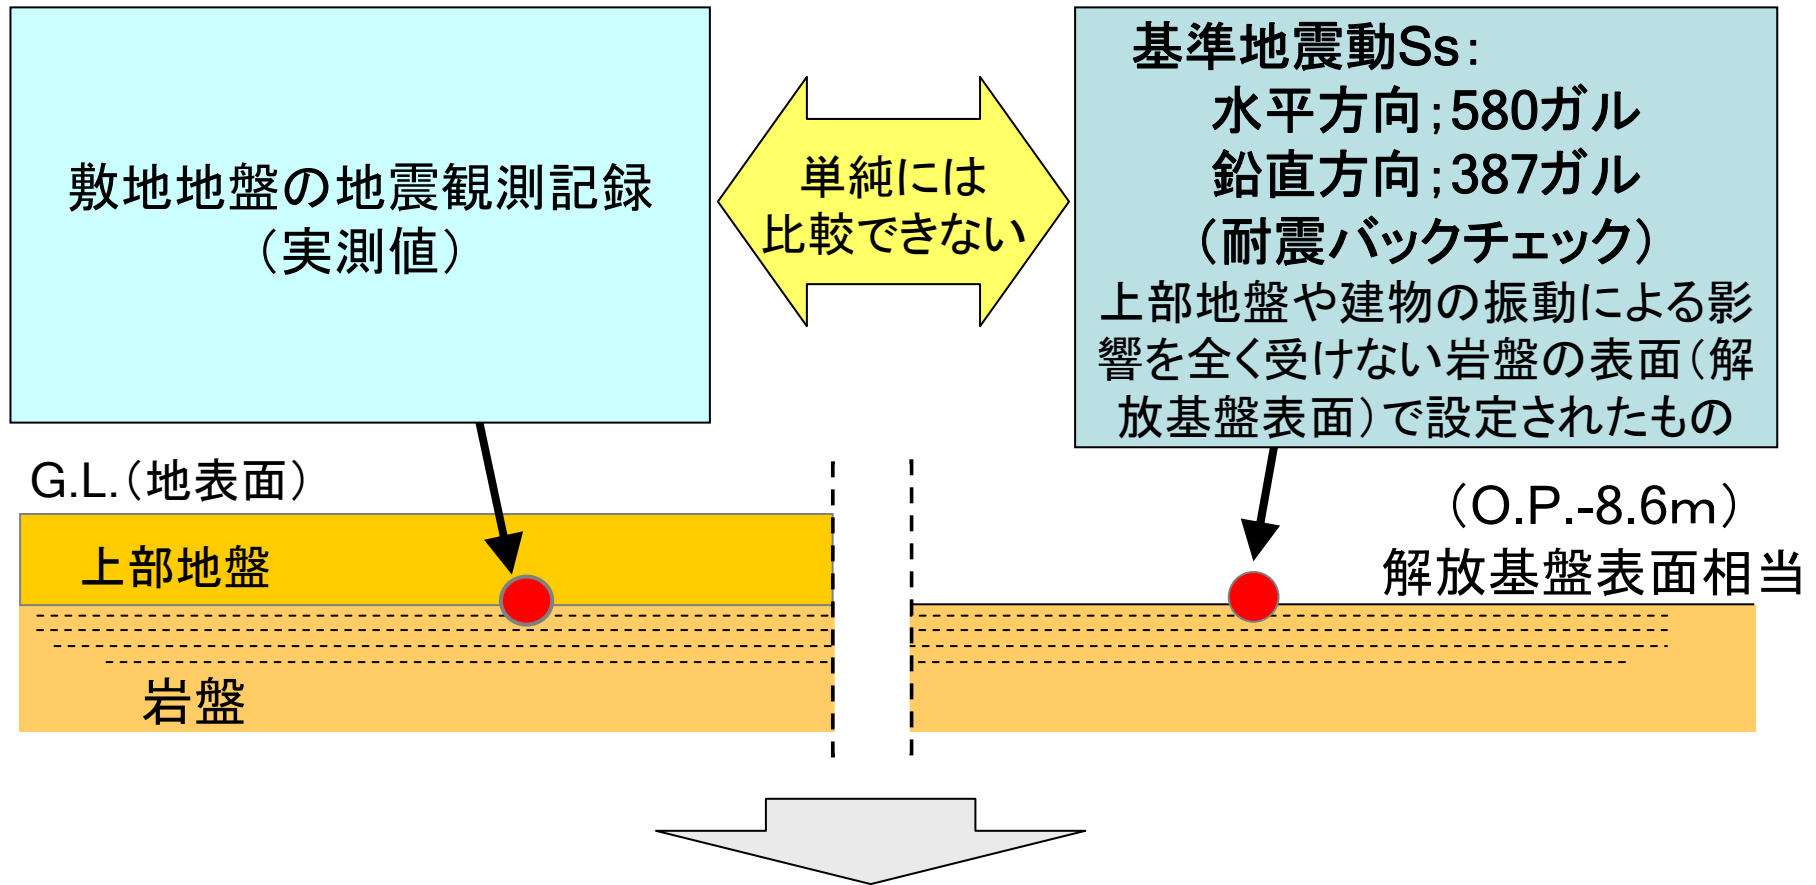 敷地地盤の地震観測記録
（実測値）
単純には
比較できない
基準地震動Ss：
水平方向；580ガル
鉛直方向；387ガル
（耐震バックチェック）
上部地盤や建物の振動による影
響を全く受けない岩盤の表面（解
放基盤表面）で設定されたもの
G.L.（地表面）
上部地盤
岩盤
（O.P.-8.6ｍ）
解放基盤表面相当